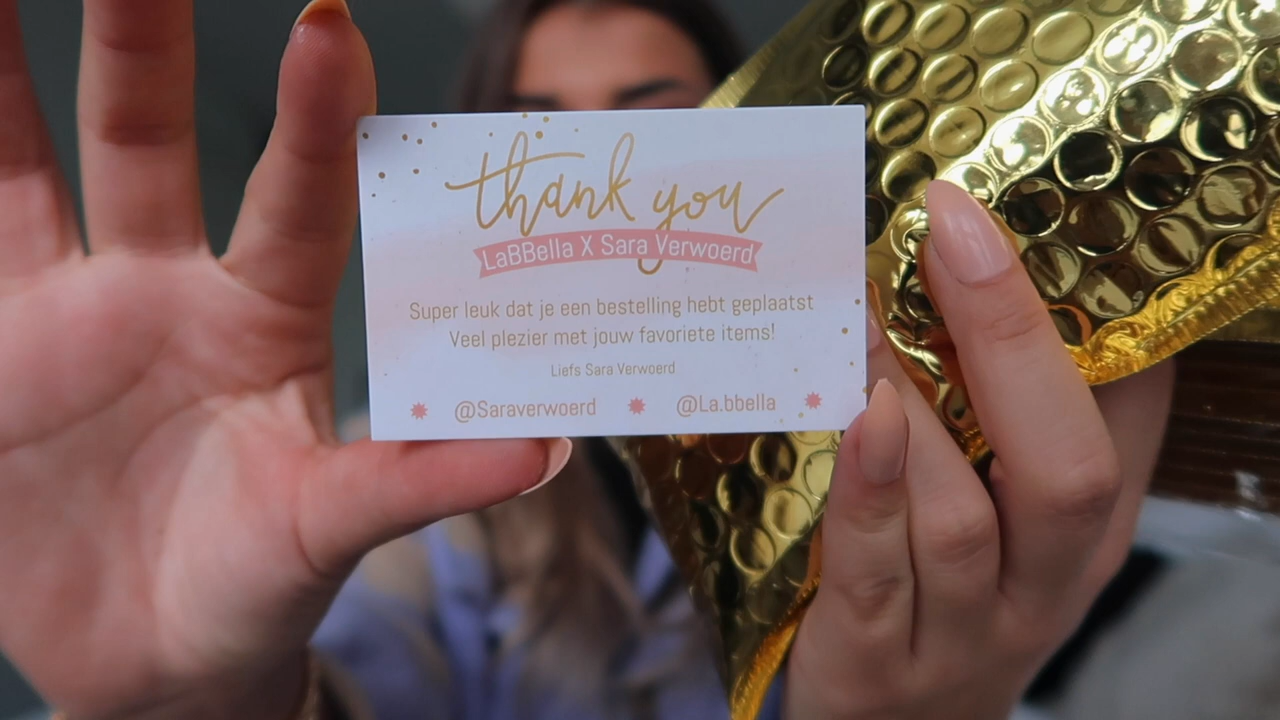 thank you
LaBBella X Sara Verwoerd
Super leuk dat je een bestelling hebt geplaatst
Veel plezier met jouw favoriete items!
Liefs Sara Verwoerd
@Saraverwoerd @La.bbella